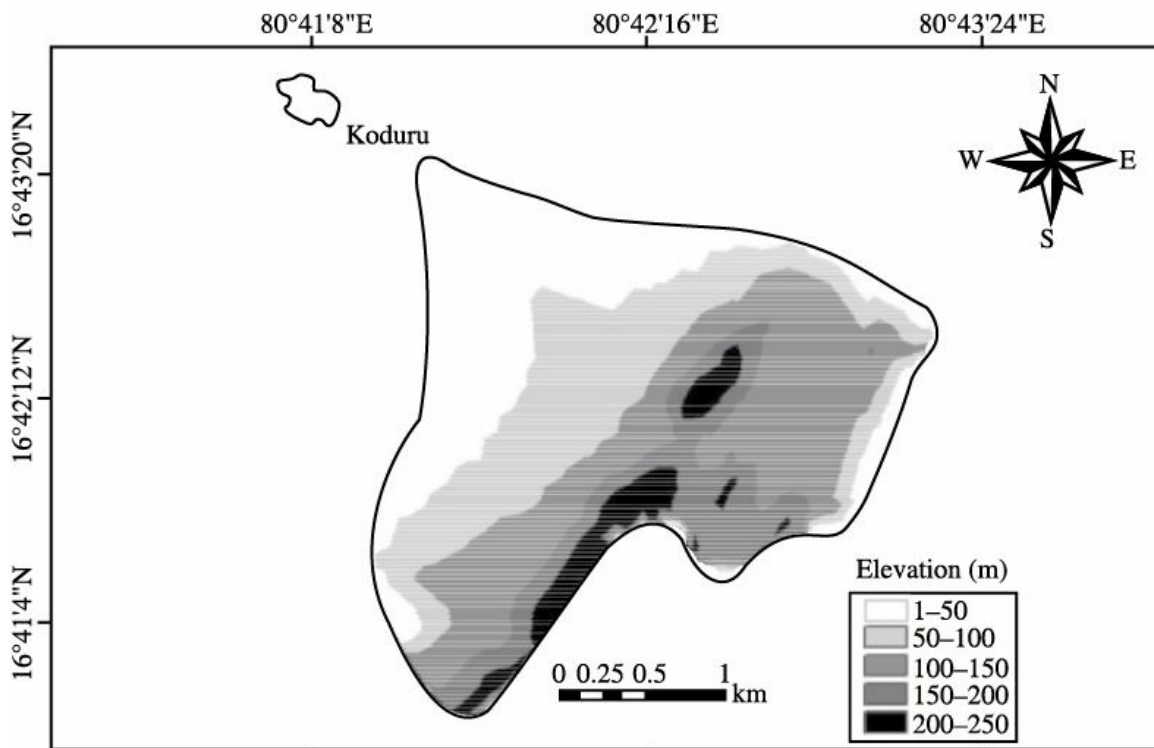 80°41'8"E 80°42'16"E 80°43'24"E
16°43'20"N
16°42'12"N
16°41'4"N
Koduru
N
W E
S
Elevation (m)
1–50
50–100
100–150
150–200
200–250
0 0.25 0.5 1
km